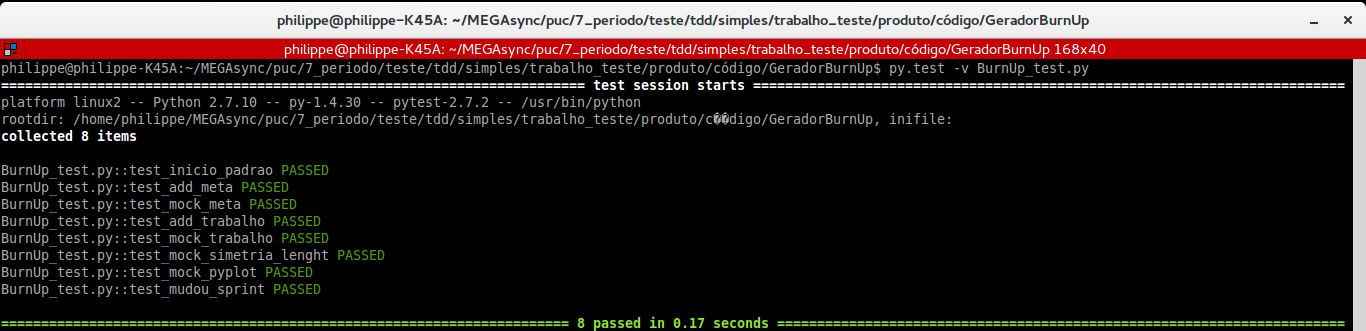 philippe@philippe-K45A: ~/MEGAsync/puc/7_periodo/teste/tdd/simples/trabalho_teste/produto/código/GeradorBurnUp
philippe@philippe-K45A: ~/MEGAsync/puc/7_periodo/teste/tdd/simples/trabalho_teste/produto/código/GeradorBurnUp 168x40
philippe@philippe-K45A:~/MEGAsync/puc/7_periodo/teste/tdd/simples/trabalho_teste/produto/código/GeradorBurnUp$ py.test -v BurnUp_test.py
========================================================================= test session starts ==========================================================================
platform linux2 -- Python 2.7.10 -- py-1.4.30 -- pytest-2.7.2 -- /usr/bin/python
rootdir: /home/philippe/MEGAsync/puc/7_periodo/teste/tdd/simples/trabalho_teste/produto/c��digo/GeradorBurnUp, inifile:
collected 8 items
BurnUp_test.py::test_inicio_padrao PASSED
BurnUp_test.py::test_add_meta PASSED
BurnUp_test.py::test_mock_meta PASSED
BurnUp_test.py::test_add_trabalho PASSED
BurnUp_test.py::test_mock_trabalho PASSED
BurnUp_test.py::test_mock_simetria_lenght PASSED
BurnUp_test.py::test_mock_pyplot PASSED
BurnUp_test.py::test_mudou_sprint PASSED
======================================================================= 8 passed in 0.17 seconds =======================================================================